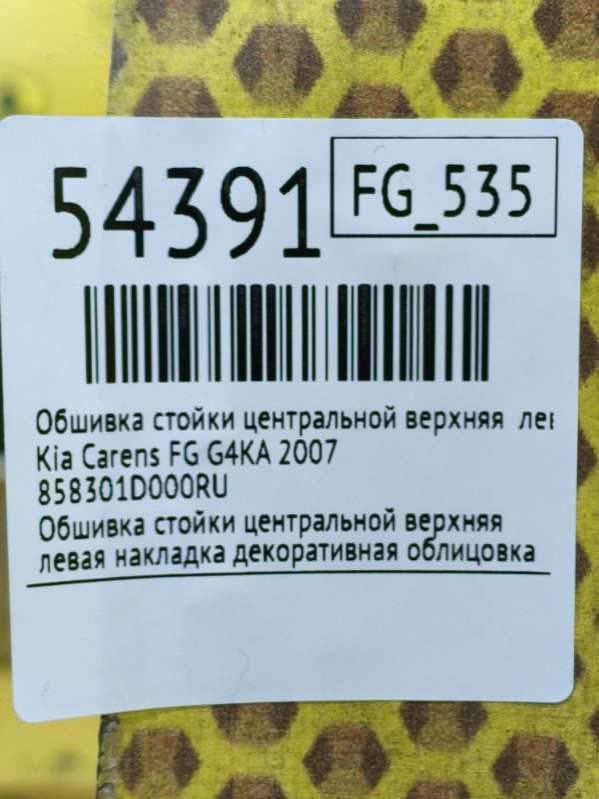 54391
FG_535
Обшивка стойки центральной верхняя лев
Kia Carens FG G4KA 2007
858301D000RU
Обшивка стойки центральной верхняя
левая накладка декоративная облицовка